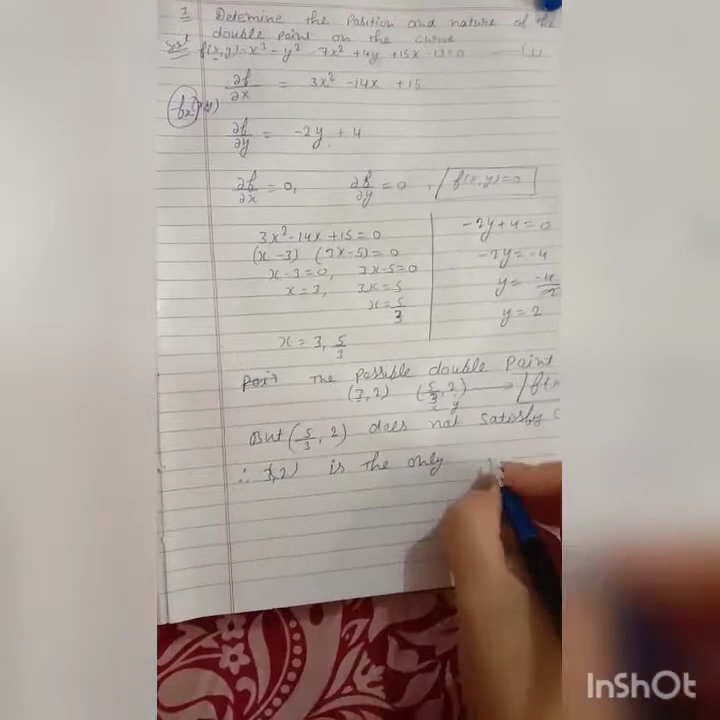 1 Detemine the Position and nature of the
double point on the curve
Solⁿ f(x,y)=x³-y²-7x²+4y+15x-13=0
∂f/∂x = 3x²-14x+15
fx(x,y)
∂f/∂y = -2y+4
∂f/∂x=0, ∂f/∂y=0, f(x,y)=0
3x²-14x+15=0
(x-3) (3x-5)=0
x-3=0, 3x-5=0
x=3, 3x=5
x=5/3
x=3, 5/3
-2y+4=0
-2y=-4
y=-4/-2
y=2
The possible double Point
(3,2) (5/3,2) → f(x
x y
But (5/3, 2) does not satisfy
∴ (3,2) is the only
InShOt